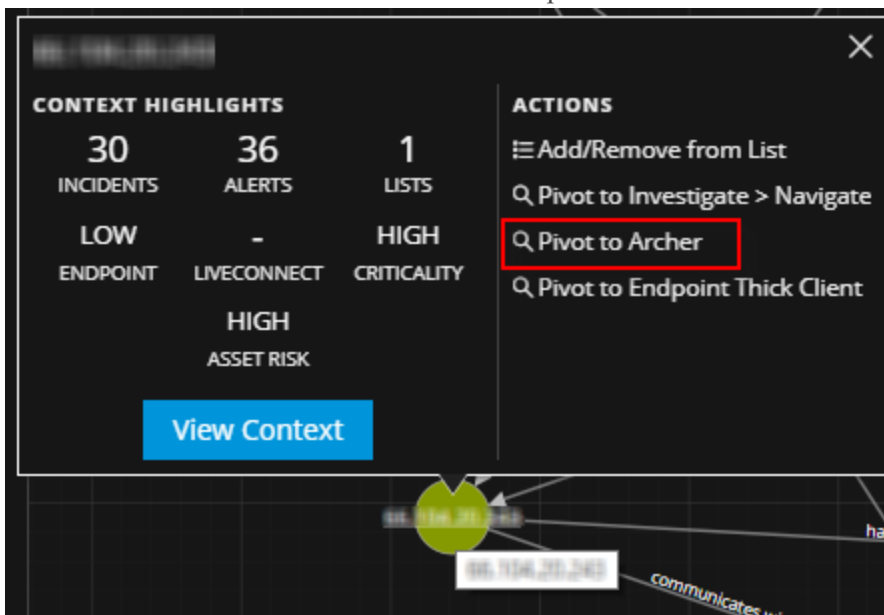 CONTEXT HIGHLIGHTS
30
INCIDENTS
36
ALERTS
1
LISTS
LOW
ENDPOINT
-
LIVECONNECT
HIGH
CRITICALITY
HIGH
ASSET RISK
View Context
ACTIONS
Add/Remove from List
Pivot to Investigate > Navigate
Pivot to Archer
Pivot to Endpoint Thick Client
ha
communicates